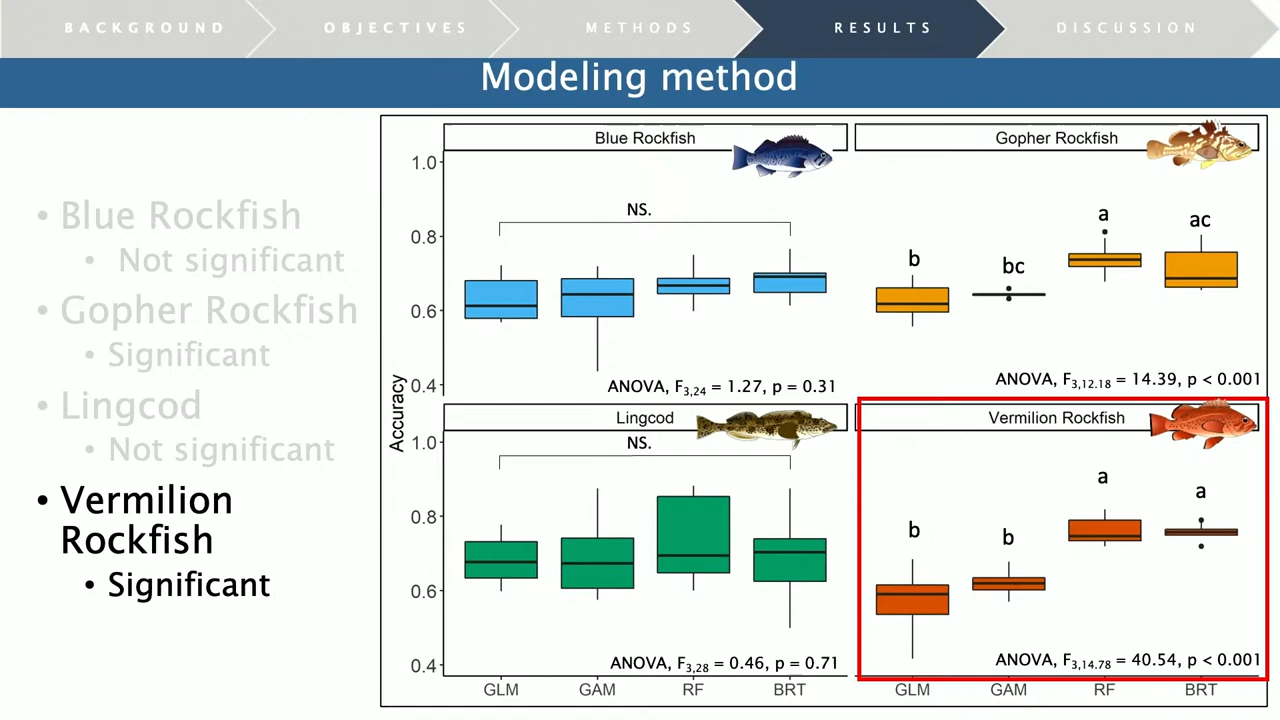 BACKGROUND
OBJECTIVES
METHODS
RESULTS
DISCUSSION
Modeling method
• Blue Rockfish
• Not significant
• Gopher Rockfish
• Significant
• Lingcod
• Not significant
• Vermilion
Rockfish
• Significant
Accuracy
Blue Rockfish
1.0
0.8
0.6
0.4
NS.
ANOVA, F3,24 = 1.27, p = 0.31
Gopher Rockfish
b
bc
a
ac
ANOVA, F3,12.18 = 14.39, p < 0.001
Lingcod
1.0
0.8
0.6
0.4
NS.
ANOVA, F3,28 = 0.46, p = 0.71
GLM
GAM
RF
BRT
Vermilion Rockfish
b
b
a
a
ANOVA, F3,14.78 = 40.54, p < 0.001
GLM
GAM
RF
BRT